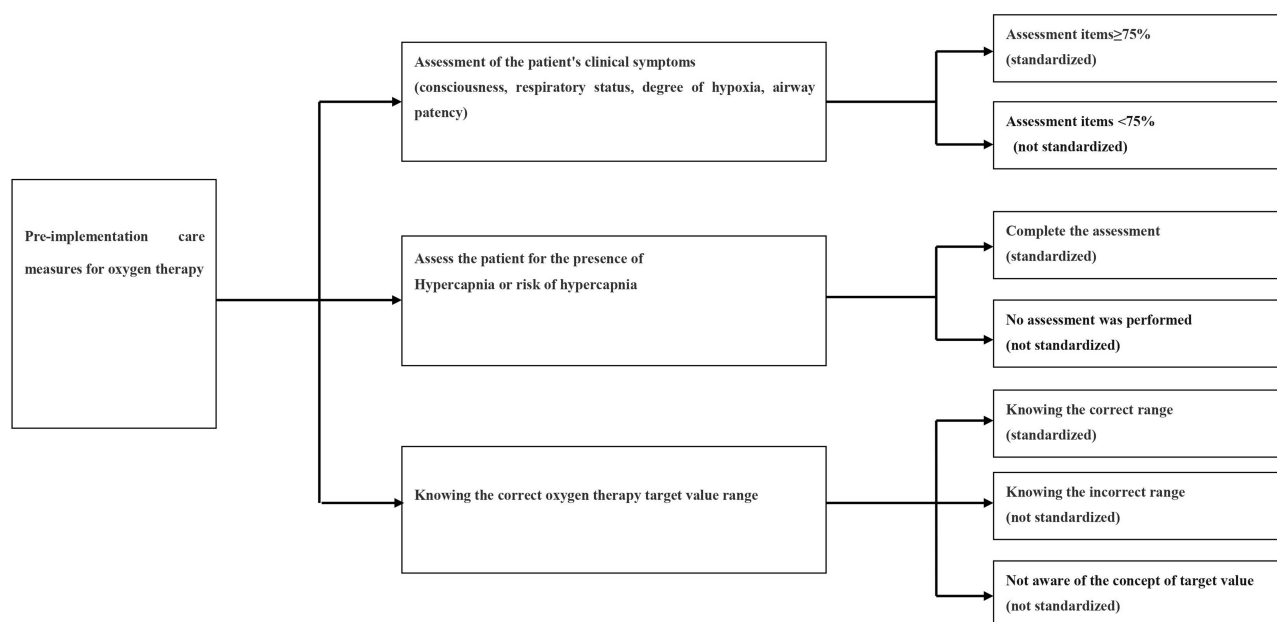 Pre-implementation care
measures for oxygen therapy
Assessment of the patient's clinical symptoms
(consciousness, respiratory status, degree of hypoxia, airway
patency)
Assessment items≥75%
(standardized)
Assessment items <75%
(not standardized)
Assess the patient for the presence of
Hypercapnia or risk of hypercapnia
Complete the assessment
(standardized)
No assessment was performed
(not standardized)
Knowing the correct oxygen therapy target value range
Knowing the correct range
(standardized)
Knowing the incorrect range
(not standardized)
Not aware of the concept of target value
(not standardized)